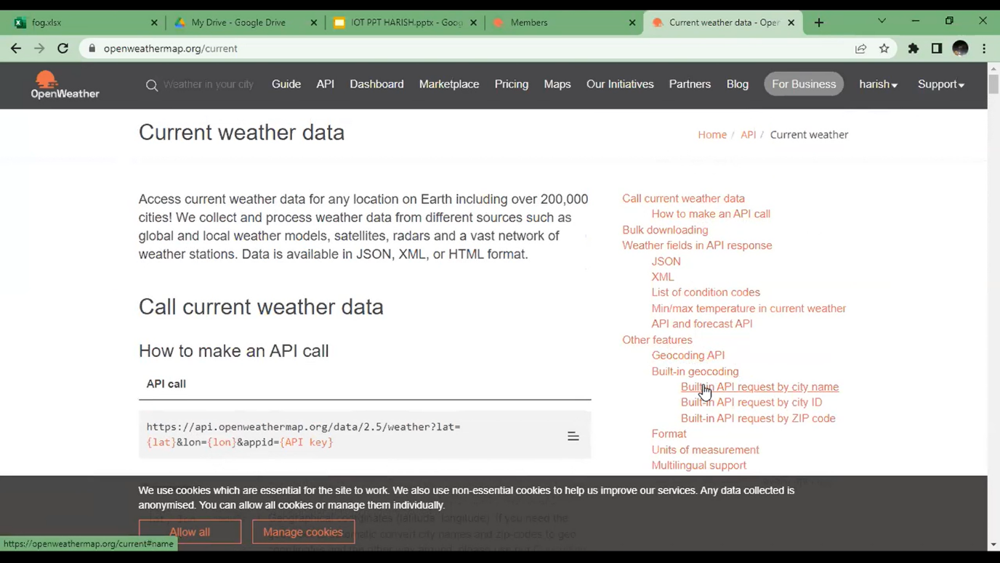 fog.xlsx
My Drive - Google Drive
IOT PPT HARISH.pptx - Goog
Members
Current weather data - Open
openweathermap.org/current
OpenWeather
Weather in your city
Guide
API
Dashboard
Marketplace
Pricing
Maps
Our Initiatives
Partners
Blog
For Business
harish
Support
Current weather data
Home / API / Current weather
Access current weather data for any location on Earth including over 200,000
cities! We collect and process weather data from different sources such as
global and local weather models, satellites, radars and a vast network of
weather stations. Data is available in JSON, XML, or HTML format.
Call current weather data
How to make an API call
API call
https://api.openweathermap.org/data/2.5/weather?lat=
{lat}&lon={lon}&appid={API key}
Call current weather data
How to make an API call
Bulk downloading
Weather fields in API response
JSON
XML
List of condition codes
Min/max temperature in current weather
API and forecast API
Other features
Geocoding API
Built-in geocoding
Built-in API request by city name
Built-in API request by city ID
Built-in API request by ZIP code
Format
Units of measurement
Multilingual support
We use cookies which are essential for the site to work. We also use non-essential cookies to help us improve our services. Any data collected is
anonymised. You can allow all cookies or manage them individually.
Allow all
Manage cookies
https://openweathermap.org/current#name